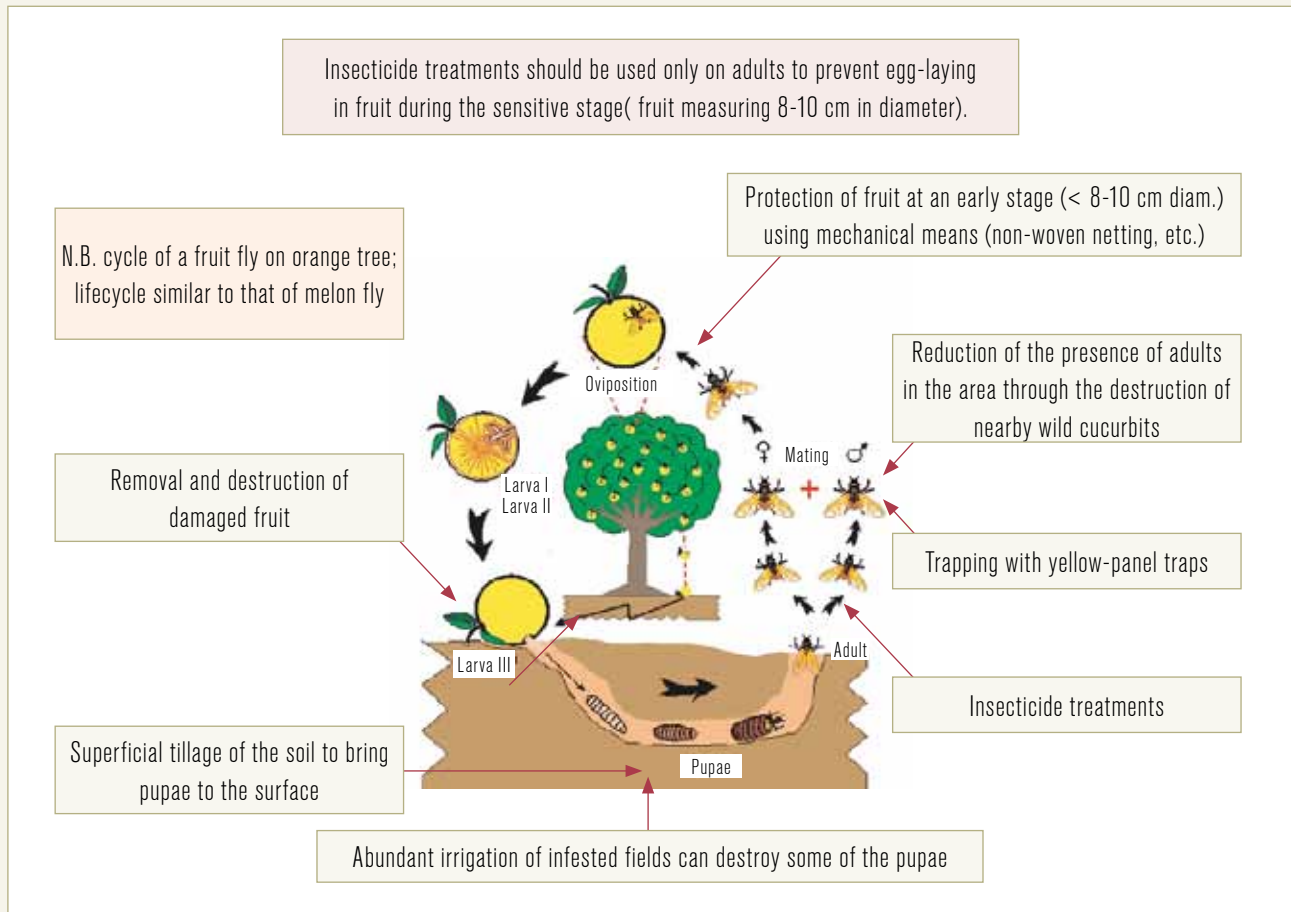 Insecticide treatments should be used only on adults to prevent egg-laying
in fruit during the sensitive stage( fruit measuring 8-10 cm in diameter).
Protection of fruit at an early stage (< 8-10 cm diam.)
using mechanical means (non-woven netting, etc.)
N.B. cycle of a fruit fly on orange tree;
lifecycle similar to that of melon fly
Oviposition
Reduction of the presence of adults
in the area through the destruction of
nearby wild cucurbits
♀ Mating ♂
+
Larva I
Larva II
Removal and destruction of
damaged fruit
Trapping with yellow-panel traps
Adult
Larva III
Insecticide treatments
Superficial tillage of the soil to bring
pupae to the surface
Pupae
Abundant irrigation of infested fields can destroy some of the pupae